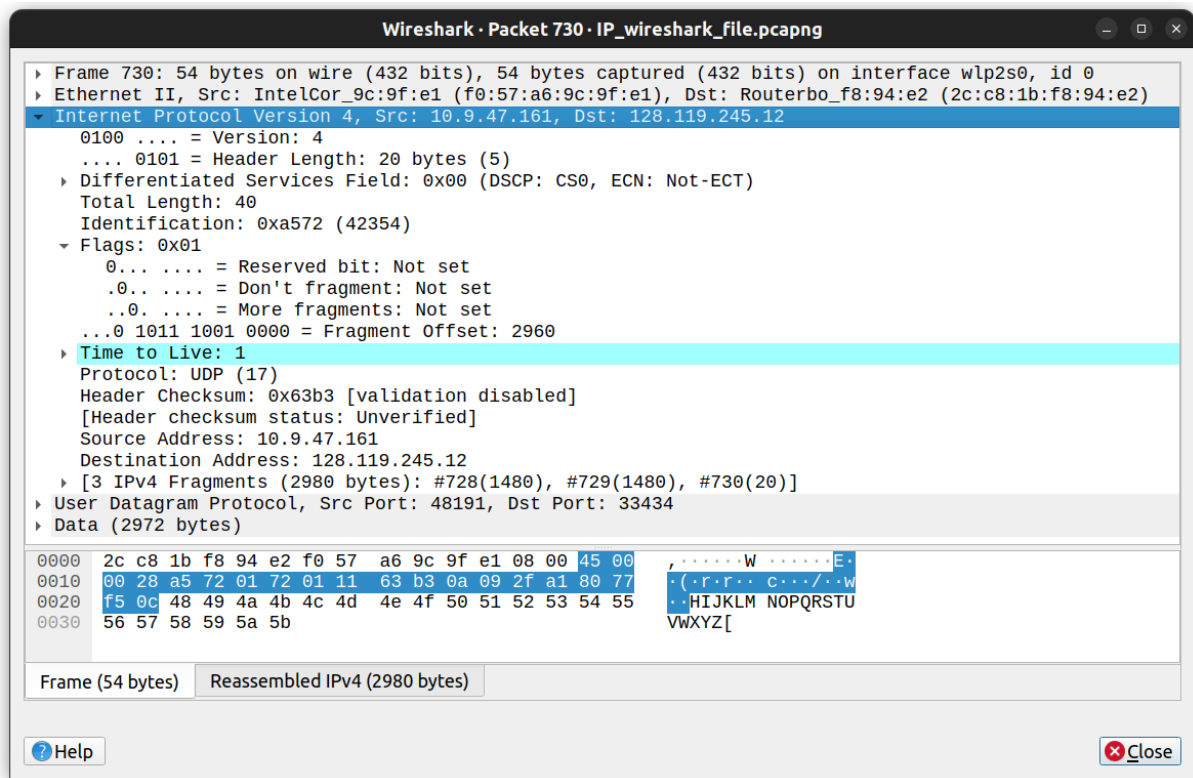 Wireshark · Packet 730 · IP_wireshark_file.pcapng
Frame 730: 54 bytes on wire (432 bits), 54 bytes captured (432 bits) on interface wlp2s0, id 0
Ethernet II, Src: IntelCor_9c:9f:e1 (f0:57:a6:9c:9f:e1), Dst: Routerbo_f8:94:e2 (2c:c8:1b:f8:94:e2)
Internet Protocol Version 4, Src: 10.9.47.161, Dst: 128.119.245.12
0100 .... = Version: 4
.... 0101 = Header Length: 20 bytes (5)
Differentiated Services Field: 0x00 (DSCP: CS0, ECN: Not-ECT)
Total Length: 40
Identification: 0xa572 (42354)
Flags: 0x01
0... .... = Reserved bit: Not set
.0.. .... = Don't fragment: Not set
..0. .... = More fragments: Not set
...0 1011 1001 0000 = Fragment Offset: 2960
Time to Live: 1
Protocol: UDP (17)
Header Checksum: 0x63b3 [validation disabled]
[Header checksum status: Unverified]
Source Address: 10.9.47.161
Destination Address: 128.119.245.12
[3 IPv4 Fragments (2980 bytes): #728(1480), #729(1480), #730(20)]
User Datagram Protocol, Src Port: 48191, Dst Port: 33434
Data (2972 bytes)
0000 2c c8 1b f8 94 e2 f0 57 a6 9c 9f e1 08 00 45 00 ,······W ······E·
0010 00 28 a5 72 01 72 01 11 63 b3 0a 09 2f a1 80 77 ·(·r·r·· c···/··w
0020 f5 0c 48 49 4a 4b 4c 4d 4e 4f 50 51 52 53 54 55 ··HIJKLM NOPQRSTU
0030 56 57 58 59 5a 5b VWXYZ[
Frame (54 bytes) Reassembled IPv4 (2980 bytes)
Help Close